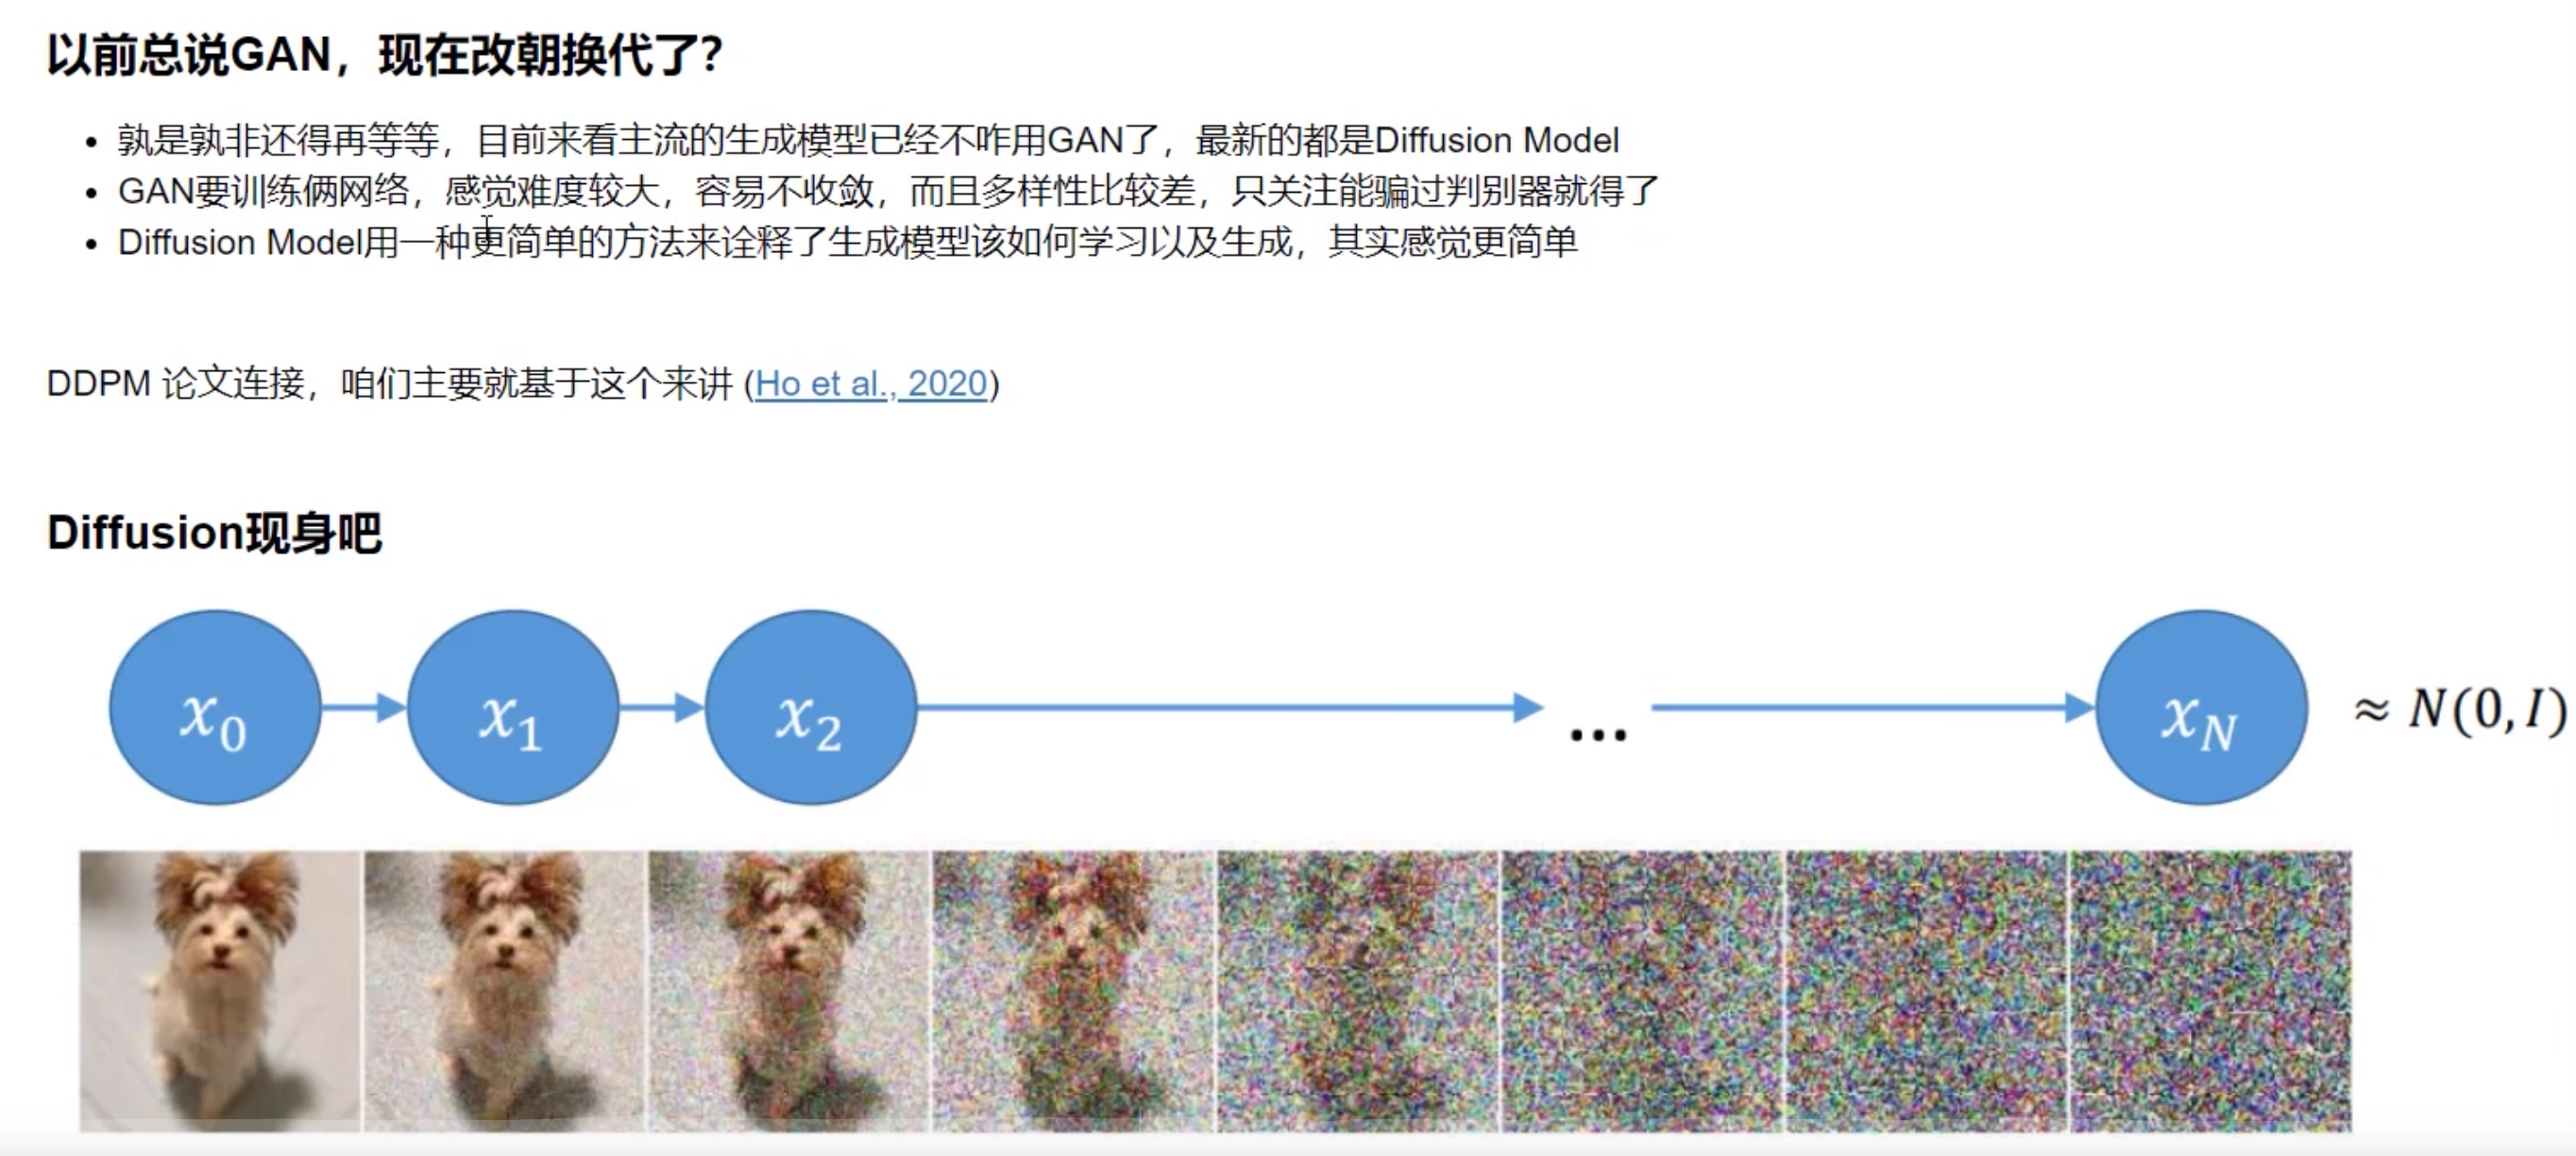 以前总说GAN，现在改朝换代了？
孰是孰非还得再等等，目前来看主流的生成模型已经不咋用GAN了，最新的都是Diffusion Model
GAN要训练俩网络，感觉难度较大，容易不收敛，而且多样性比较差，只关注能骗过判别器就得了
Diffusion Model用一种更简单的方法来诠释了生成模型该如何学习以及生成，其实感觉更简单
DDPM 论文连接，咱们主要就基于这个来讲 (Ho et al., 2020)
Diffusion现身吧
x₀ x₁ x₂ ... x_N ≈ N(0, I)